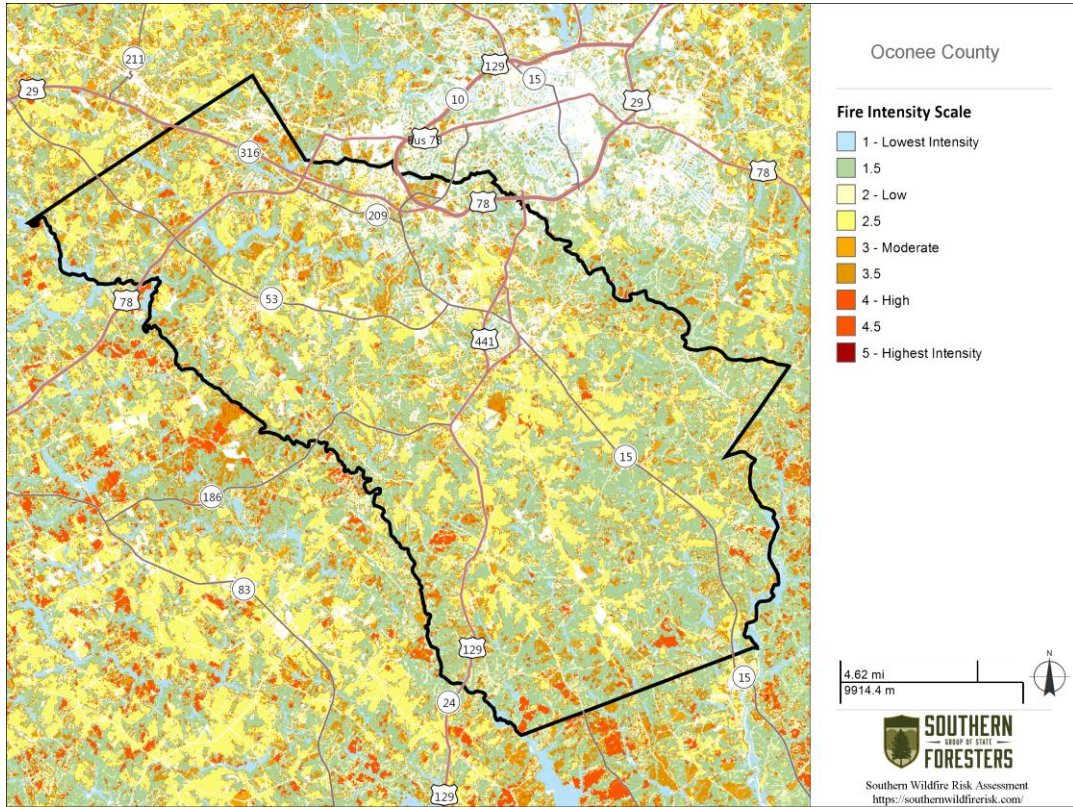 211
29
129
15
10
29
Bus 78
316
78
78
209
78
53
441
15
186
83
129
24
15
129
Oconee County
Fire Intensity Scale
1 - Lowest Intensity
1.5
2 - Low
2.5
3 - Moderate
3.5
4 - High
4.5
5 - Highest Intensity
N
4.62 mi
9914.4 m
SOUTHERN
GROUP OF STATE
FORESTERS
Southern Wildfire Risk Assessment
https://southernwildfirerisk.com/